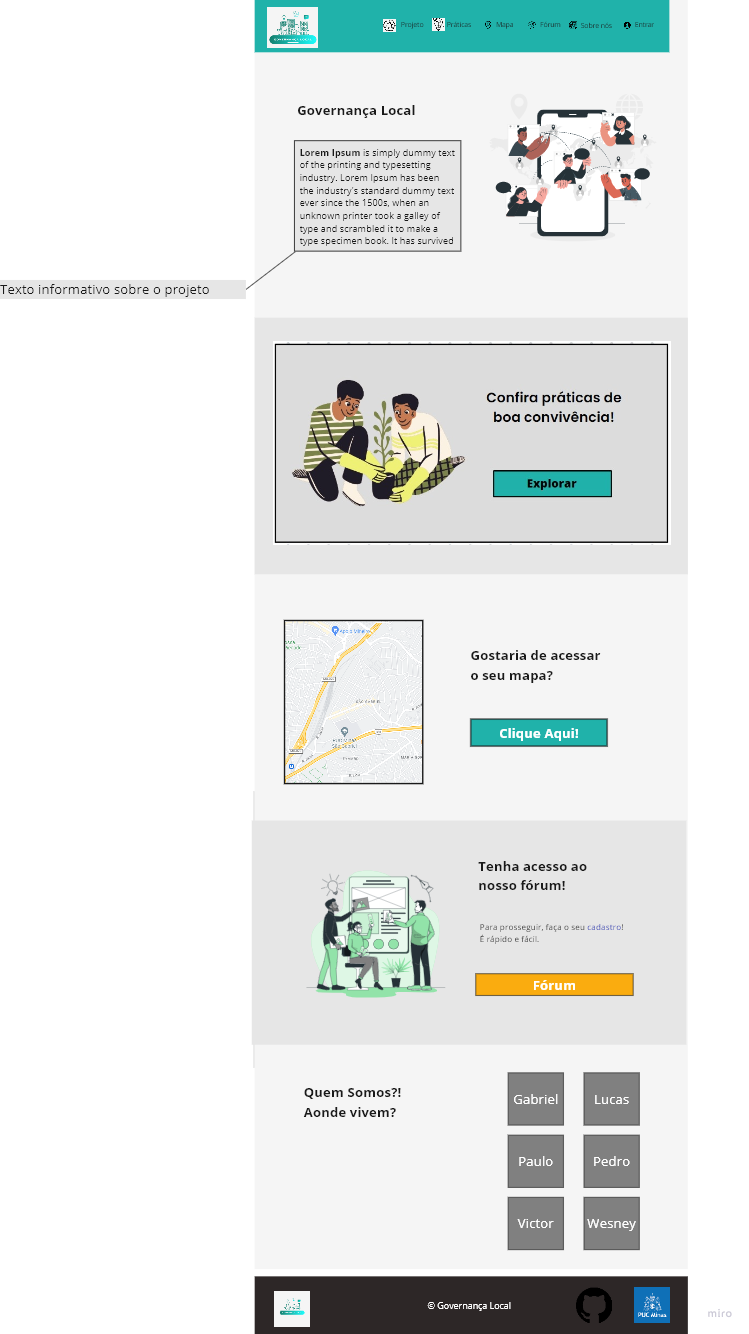 GOVERNANÇA LOCAL
Projeto
Práticas
Mapa
Fórum
Sobre nós
Entrar
Governança Local
Lorem Ipsum is simply dummy text
of the printing and typesetting
industry. Lorem Ipsum has been
the industry's standard dummy text
ever since the 1500s, when an
unknown printer took a galley of
type and scrambled it to make a
type specimen book. It has survived
Texto informativo sobre o projeto
Confira práticas de
boa convivência!
Explorar
Apoio Mineiro
Gostaria de acessar
o seu mapa?
Clique Aqui!
Tenha acesso ao
nosso fórum!
Para prosseguir, faça o seu cadastro!
É rápido e fácil.
Fórum
Quem Somos?!
Aonde vivem?
Gabriel
Lucas
Paulo
Pedro
Victor
Wesney
© Governança Local
PUC Minas
miro